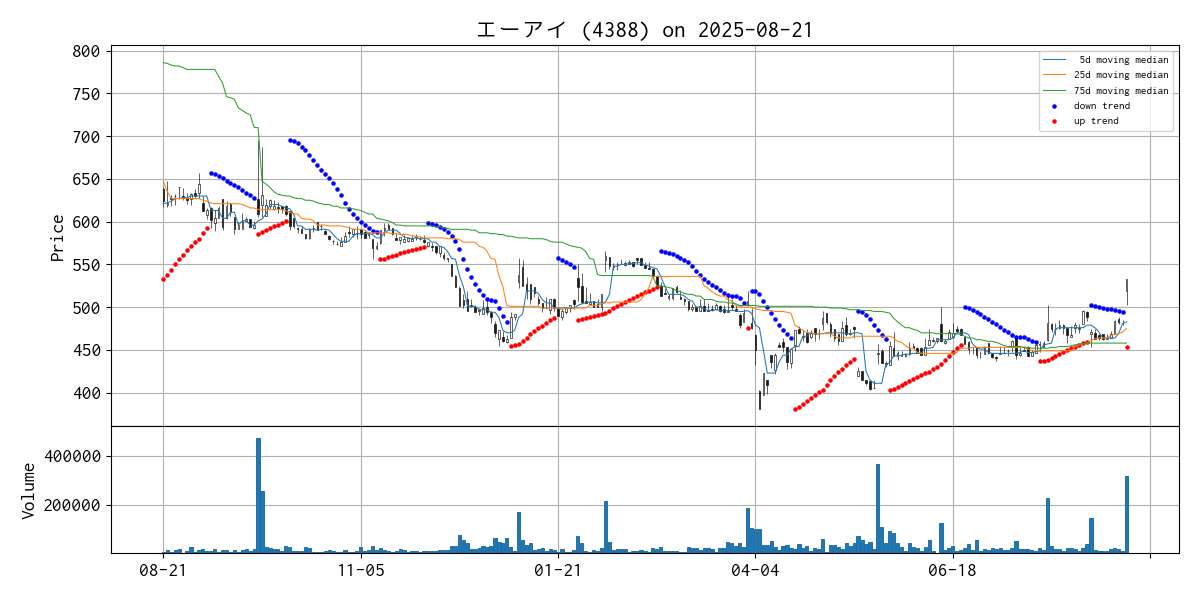 エーアイ (4388) on 2025-08-21
800
750
700
650
600
550
500
450
400
Price
5d moving median
25d moving median
75d moving median
down trend
up trend
400000
200000
Volume
08-21
11-05
01-21
04-04
06-18